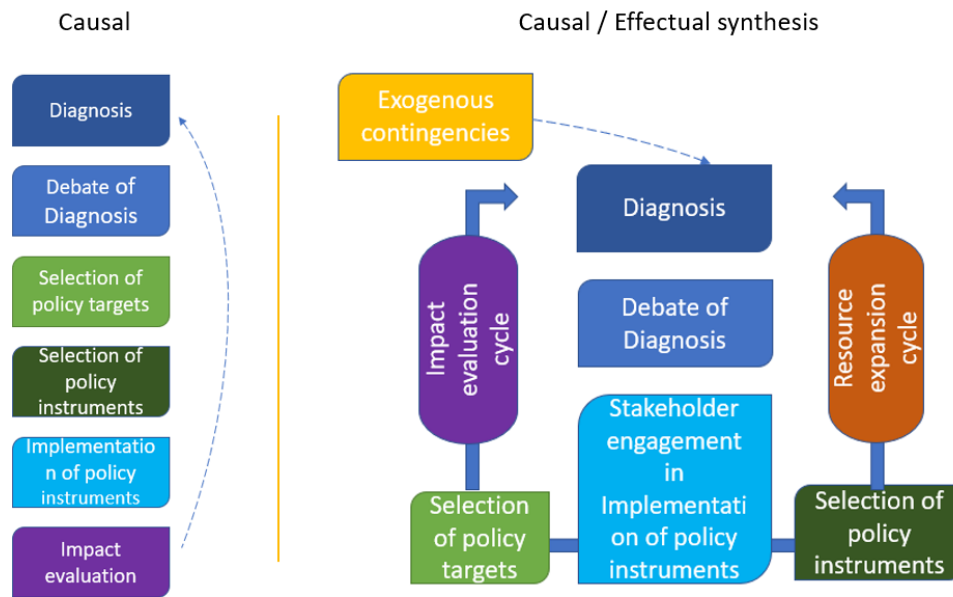 Causal
Diagnosis
Debate of
Diagnosis
Selection of
policy targets
Selection of
policy
instruments
Implementatio
n of policy
instruments
Impact
evaluation
Causal / Effectual synthesis
Exogenous
contingencies
Diagnosis
Debate of
Diagnosis
Impact
evaluation
cycle
Resource
expansion
cycle
Selection
of policy
targets
Stakeholder
engagement
in
Implementati
on of policy
instruments
Selection of
policy
instruments